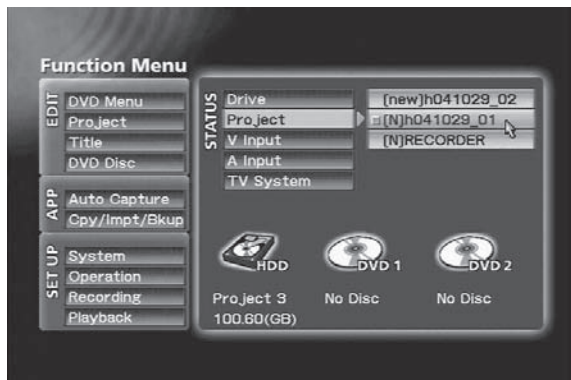 Function Menu
EDIT
DVD Menu
Project
Title
DVD Disc
APP
Auto Capture
Cpy/Impt/Bkup
SET UP
System
Operation
Recording
Playback
STATUS
Drive
Project
V Input
A Input
TV System
(new)h041029_02
(N)h041029_01
(N)RECORDER
HDD
DVD 1
DVD 2
Project 3
No Disc
No Disc
100.60(GB)